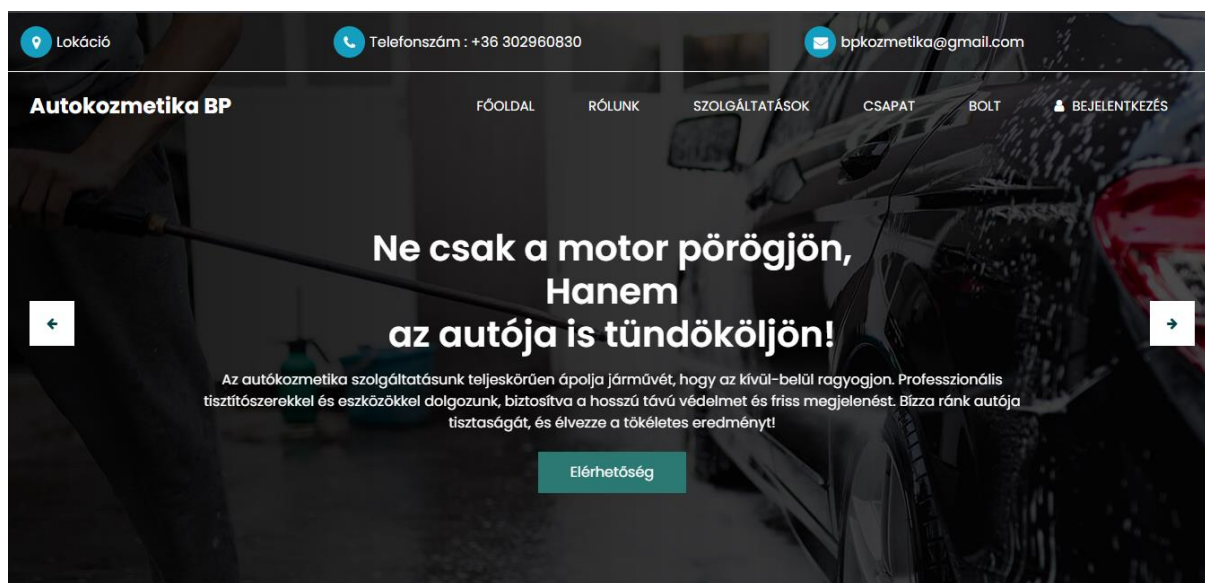 Lokáció
Telefonszám : +36 302960830
bpkozmetika@gmail.com
Autokozmetika BP
FŐOLDAL
RÓLUNK
SZOLGÁLTATÁSOK
CSAPAT
BOLT
BEJELENTKEZÉS
Ne csak a motor pörögjön,
Hanem
az autója is tündököljön!
Az autókozmetika szolgáltatásunk teljeskörűen ápolja járművét, hogy az kívül-belül ragyogjon. Professzionális
tisztítószerekkel és eszközökkel dolgozunk, biztosítva a hosszú távú védelmet és friss megjelenést. Bízza ránk autója
tisztaságát, és élvezze a tökéletes eredményt!
Elérhetőség